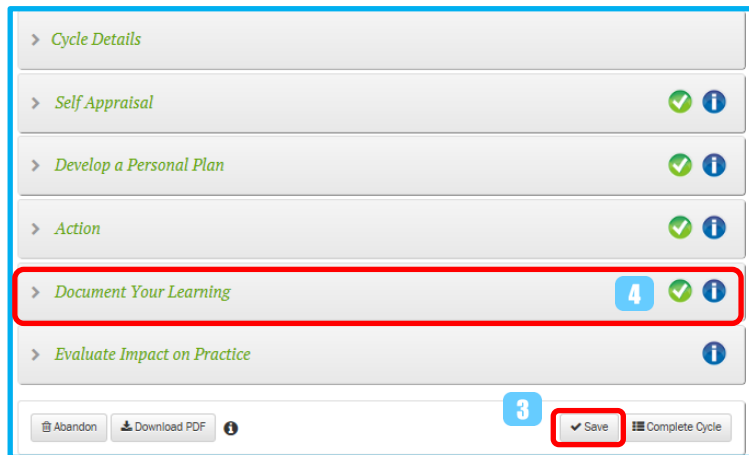 Cycle Details
Self Appraisal
Develop a Personal Plan
Action
Document Your Learning 4
Evaluate Impact on Practice
3
Abandon Download PDF Save Complete Cycle